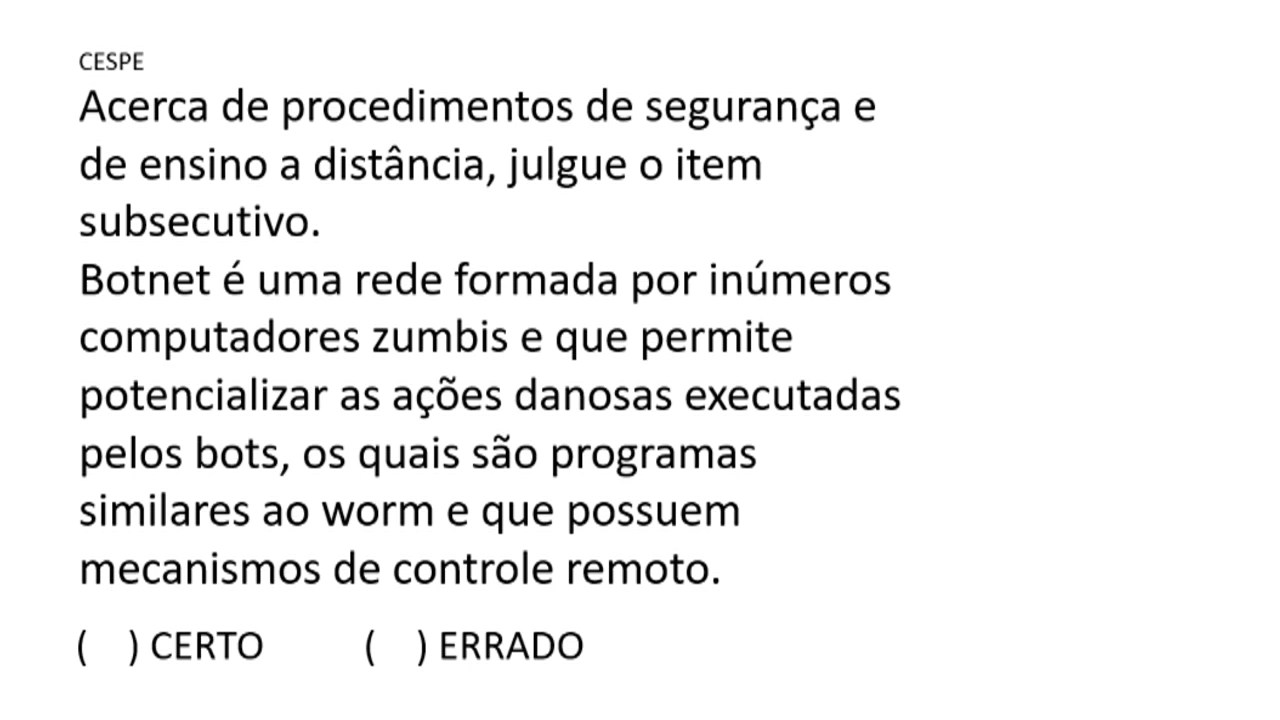 CESPE
Acerca de procedimentos de segurança e
de ensino a distância, julgue o item
subsecutivo.
Botnet é uma rede formada por inúmeros
computadores zumbis e que permite
potencializar as ações danosas executadas
pelos bots, os quais são programas
similares ao worm e que possuem
mecanismos de controle remoto.
(   ) CERTO          (   ) ERRADO